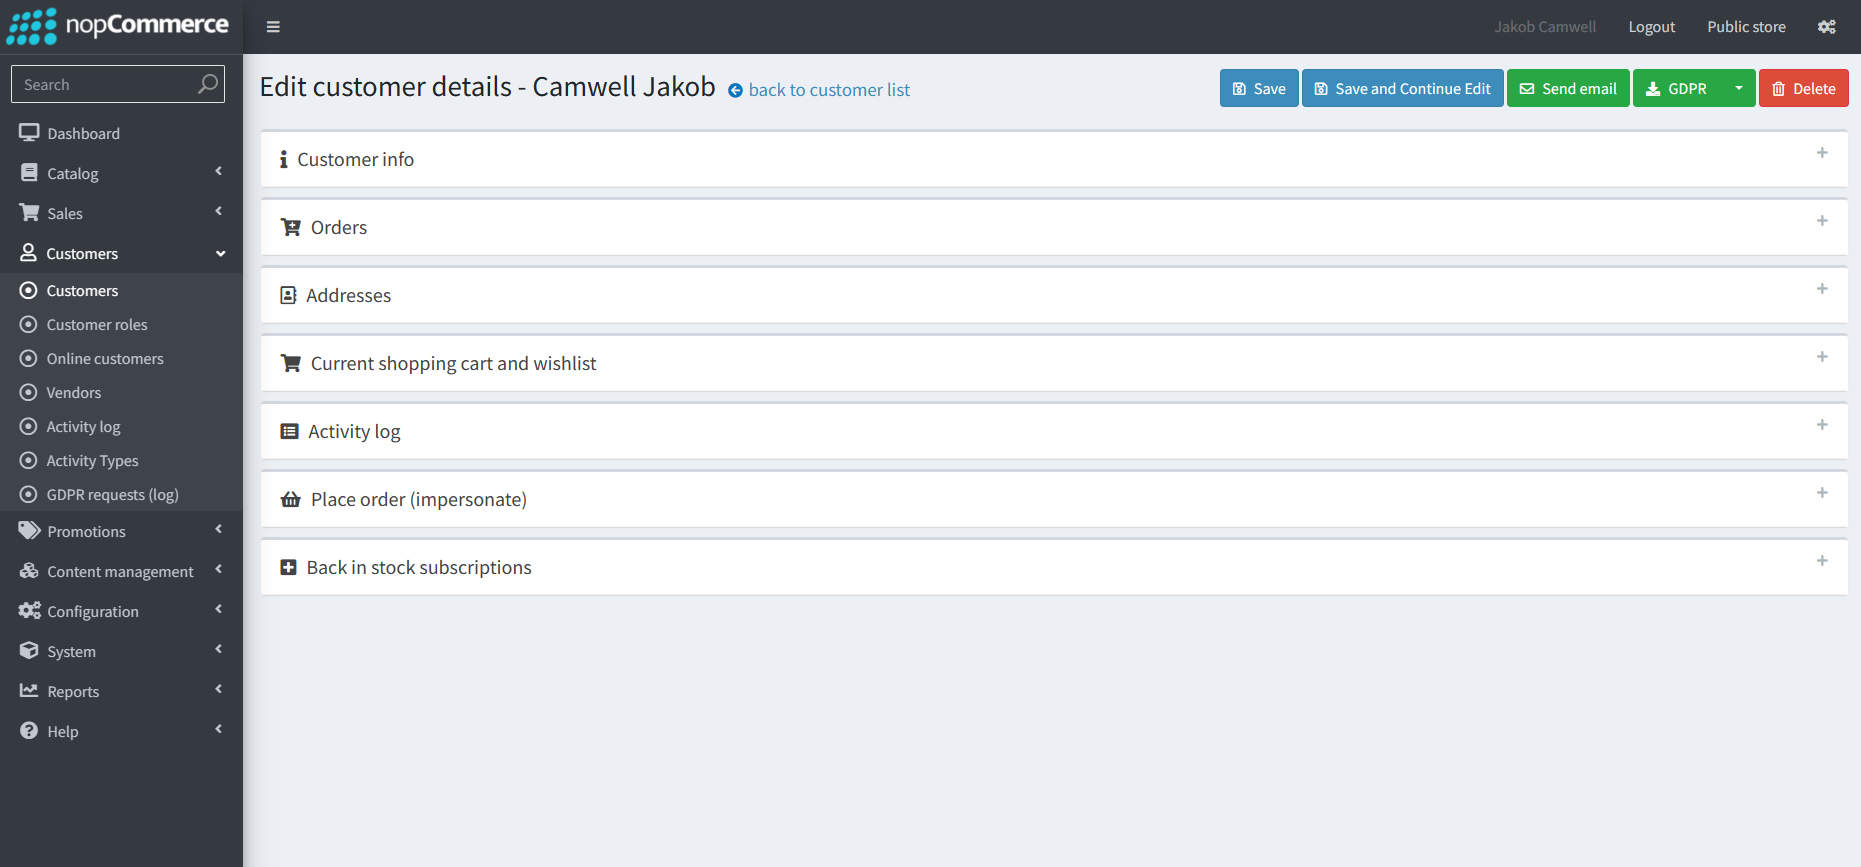 nopCommerce
Jakob Camwell
Logout
Public store
Search
Dashboard
Catalog
Sales
Customers
Customers
Customer roles
Online customers
Vendors
Activity log
Activity Types
GDPR requests (log)
Promotions
Content management
Configuration
System
Reports
Help
Edit customer details - Camwell Jakob
back to customer list
Save
Save and Continue Edit
Send email
GDPR
Delete
Customer info
Orders
Addresses
Current shopping cart and wishlist
Activity log
Place order (impersonate)
Back in stock subscriptions